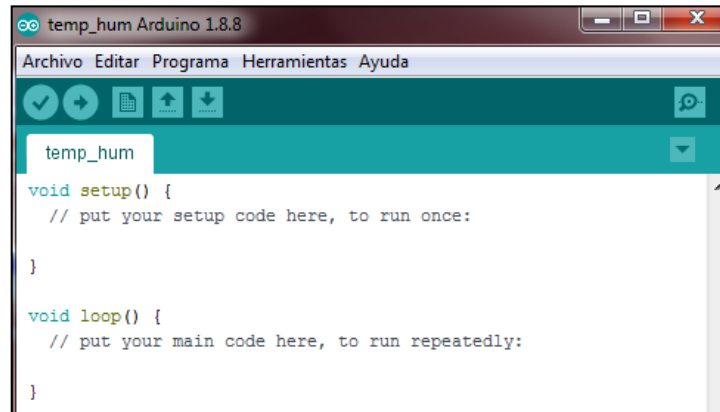 temp_hum Arduino 1.8.8
Archivo Editar Programa Herramientas Ayuda
temp_hum
void setup() {
  // put your setup code here, to run once:
}
void loop() {
  // put your main code here, to run repeatedly:
}